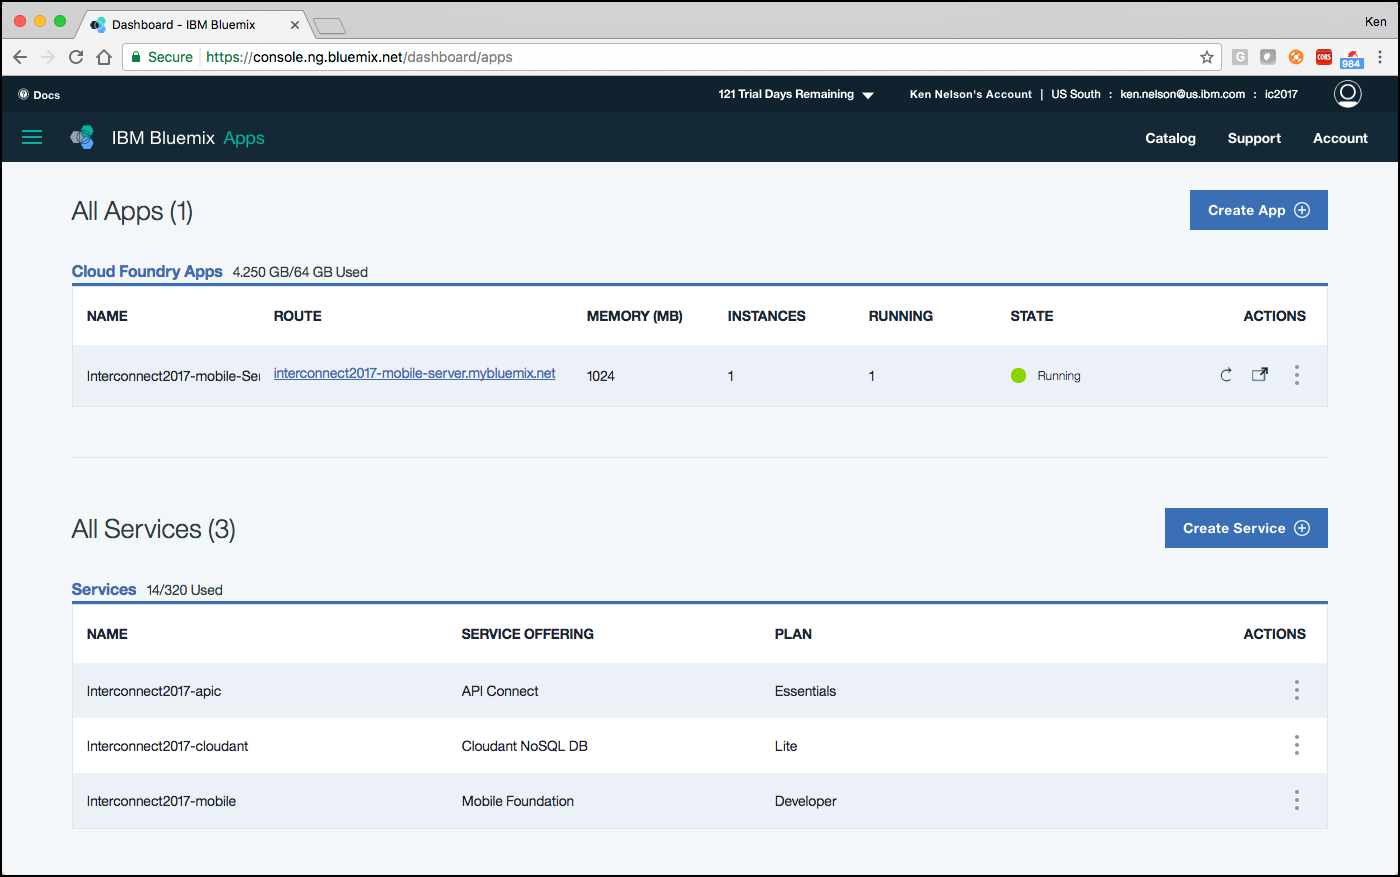 Dashboard - IBM Bluemix
Ken
Secure https://console.ng.bluemix.net/dashboard/apps
G
CORS
984
Docs
121 Trial Days Remaining
Ken Nelson's Account | US South : ken.nelson@us.ibm.com : ic2017
IBM Bluemix Apps
Catalog Support Account
All Apps (1)
Create App
Cloud Foundry Apps 4.250 GB/64 GB Used
NAME ROUTE MEMORY (MB) INSTANCES RUNNING STATE ACTIONS
Interconnect2017-mobile-Ser interconnect2017-mobile-server.mybluemix.net 1024 1 1 Running
All Services (3)
Create Service
Services 14/320 Used
NAME SERVICE OFFERING PLAN ACTIONS
Interconnect2017-apic API Connect Essentials
Interconnect2017-cloudant Cloudant NoSQL DB Lite
Interconnect2017-mobile Mobile Foundation Developer